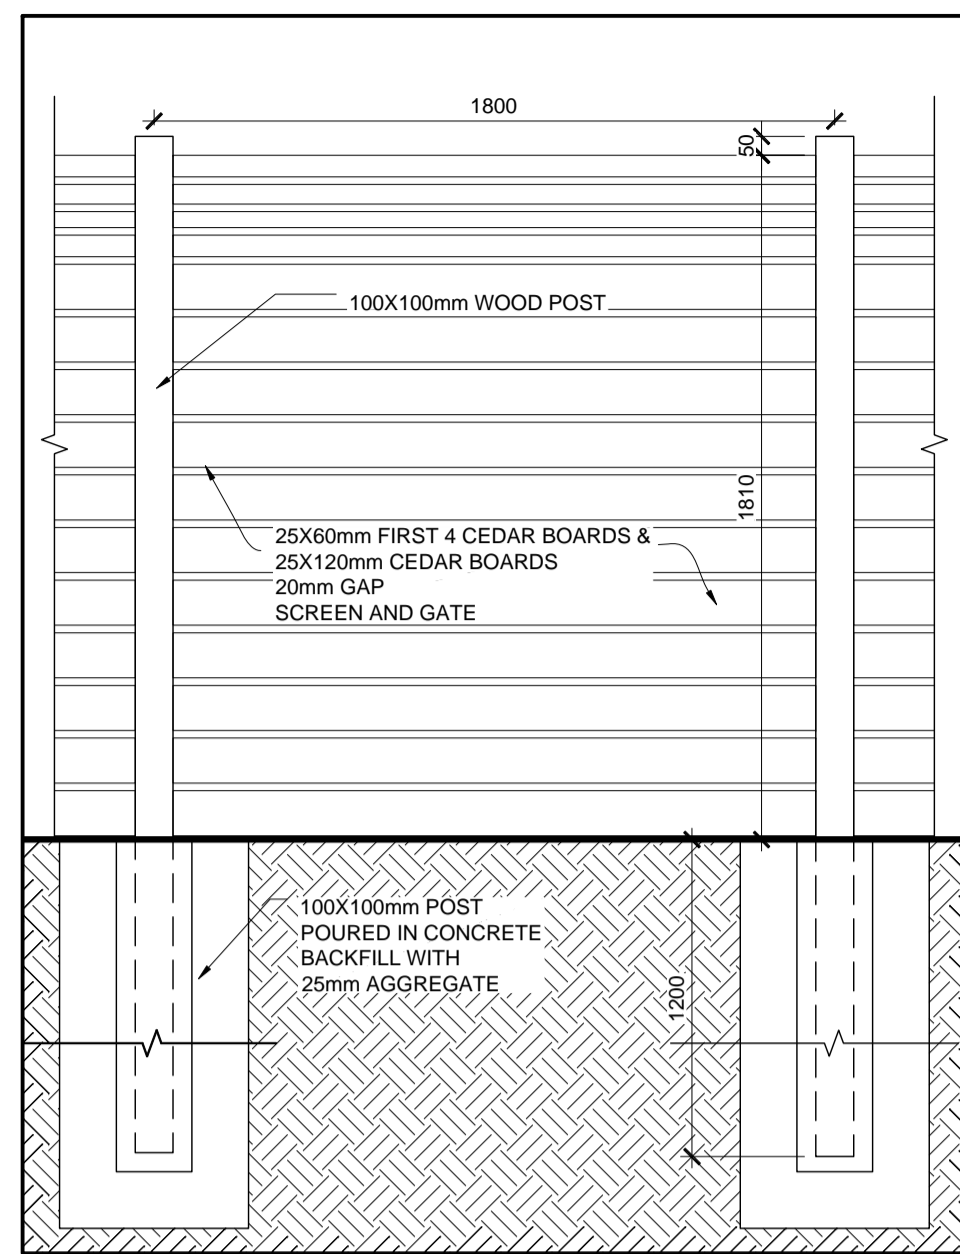 1800
50
100X100mm WOOD POST
1810
25X60mm FIRST 4 CEDAR BOARDS &
25X120mm CEDAR BOARDS
20mm GAP
SCREEN AND GATE
100X100mm POST
POURED IN CONCRETE
BACKFILL WITH
25mm AGGREGATE
1200